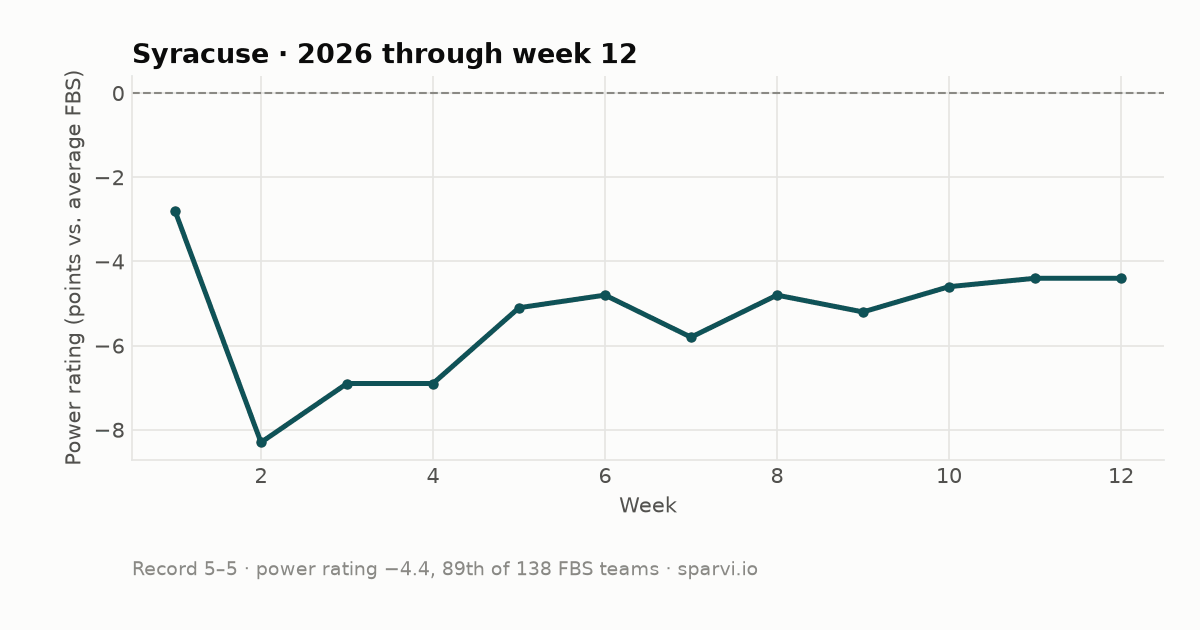 Syracuse · 2026 through week 12
Power rating (points vs. average FBS)
0
−2
−4
−6
−8
2 4 6 8 10 12
Week
Record 5–5 · power rating −4.4, 89th of 138 FBS teams · sparvi.io